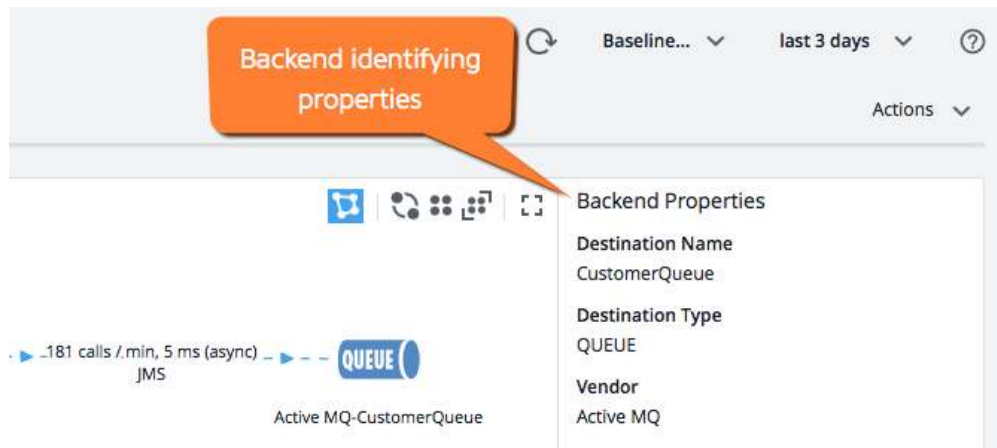 Backend identifying
properties
Baseline...
last 3 days
?
Actions
Backend Properties
Destination Name
CustomerQueue
Destination Type
QUEUE
Vendor
Active MQ
181 calls / min, 5 ms (async)
JMS
QUEUE
Active MQ-CustomerQueue